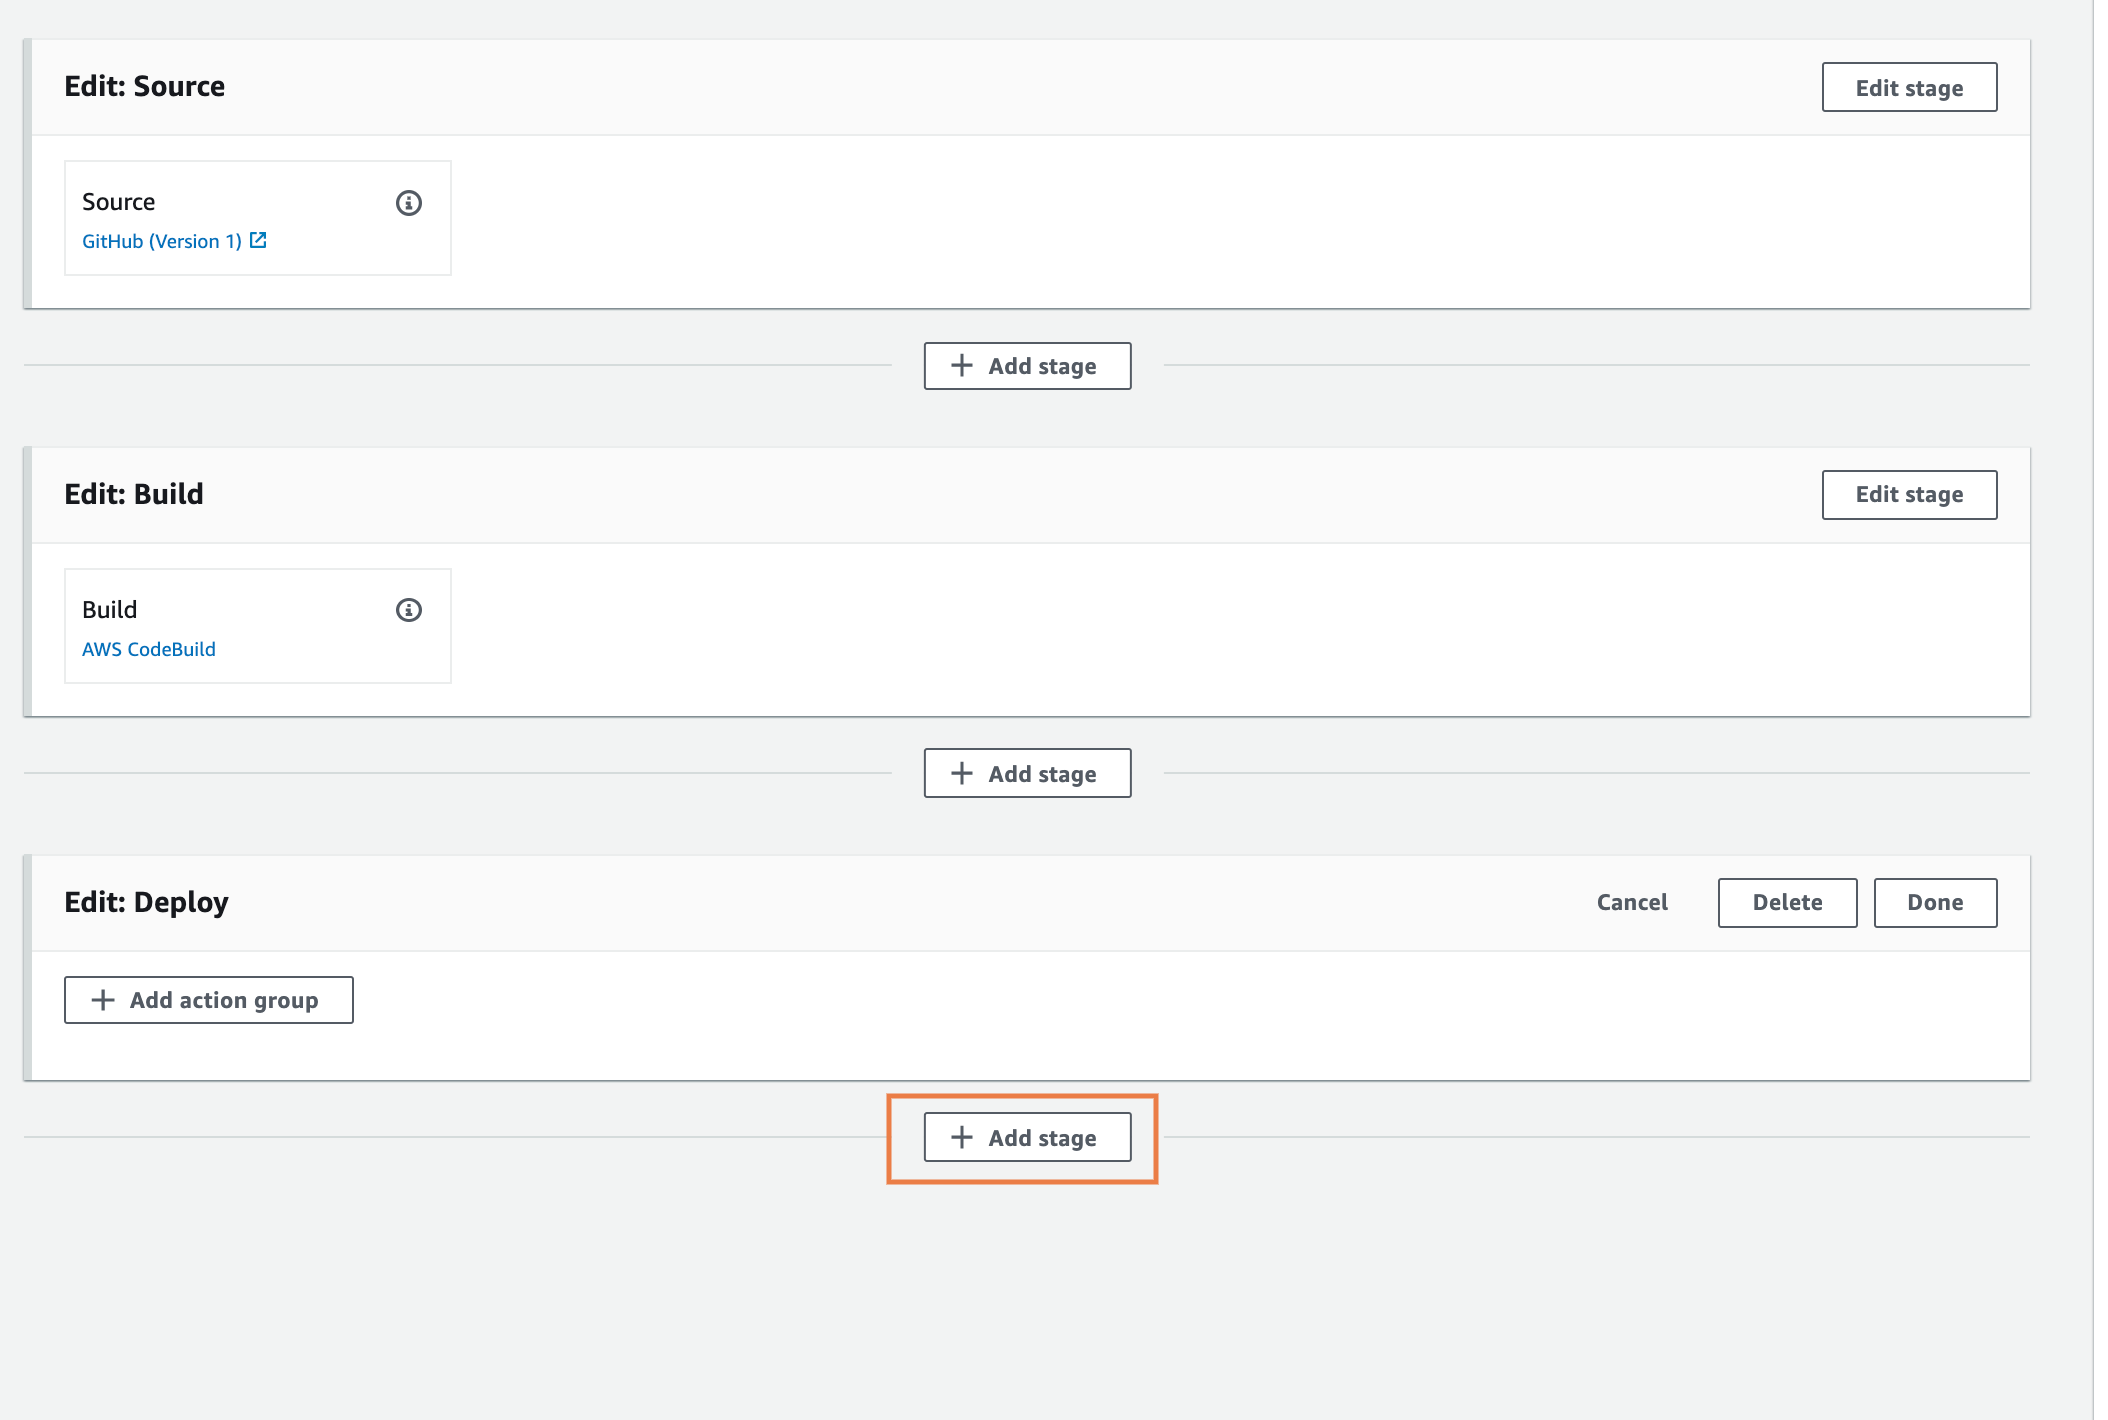 Edit: Source
Edit stage
Source
GitHub (Version 1)
Add stage
Edit: Build
Edit stage
Build
AWS CodeBuild
Add stage
Edit: Deploy
Cancel
Delete
Done
Add action group
Add stage